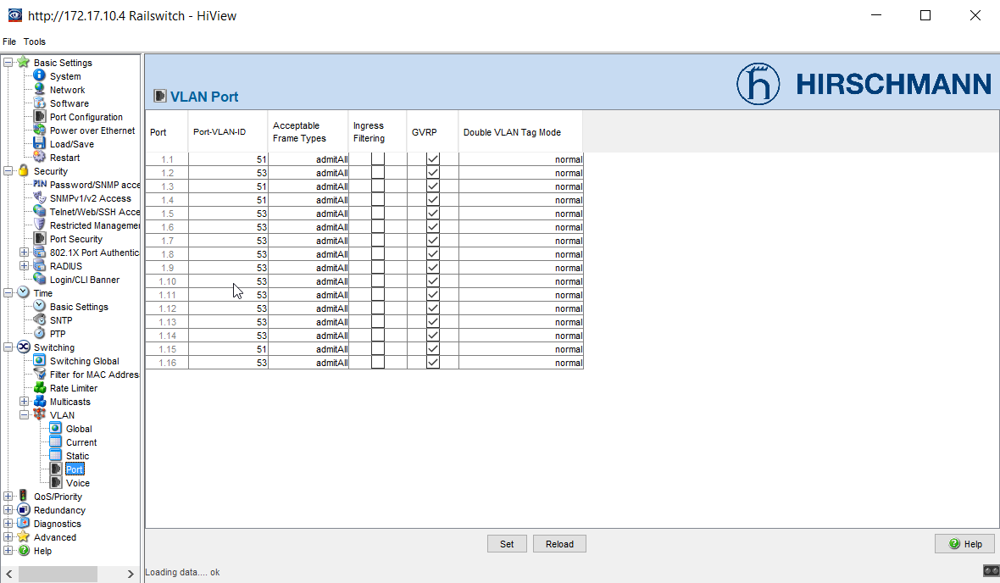 http://172.17.10.4 Railswitch - HiView
File Tools
Basic Settings
System
Network
Software
Port Configuration
Power over Ethernet
Load/Save
Restart
Security
PIN Password/SNMP acce
SNMPv1/v2 Access
Telnet/Web/SSH Acce
Restricted Managemen
Port Security
802.1X Port Authentic
RADIUS
Login/CLI Banner
Time
Basic Settings
SNTP
PTP
Switching
Switching Global
Filter for MAC Address
Rate Limiter
Multicasts
VLAN
Global
Current
Static
Port
Voice
QoS/Priority
Redundancy
Diagnostics
Advanced
Help
VLAN Port
HIRSCHMANN
Port Port-VLAN-ID Acceptable Frame Types Ingress Filtering GVRP Double VLAN Tag Mode
1.1 51 admitAll normal
1.2 53 admitAll normal
1.3 51 admitAll normal
1.4 51 admitAll normal
1.5 53 admitAll normal
1.6 53 admitAll normal
1.7 53 admitAll normal
1.8 53 admitAll normal
1.9 53 admitAll normal
1.10 53 admitAll normal
1.11 53 admitAll normal
1.12 53 admitAll normal
1.13 53 admitAll normal
1.14 53 admitAll normal
1.15 51 admitAll normal
1.16 53 admitAll normal
Set Reload Help
Loading data.... ok